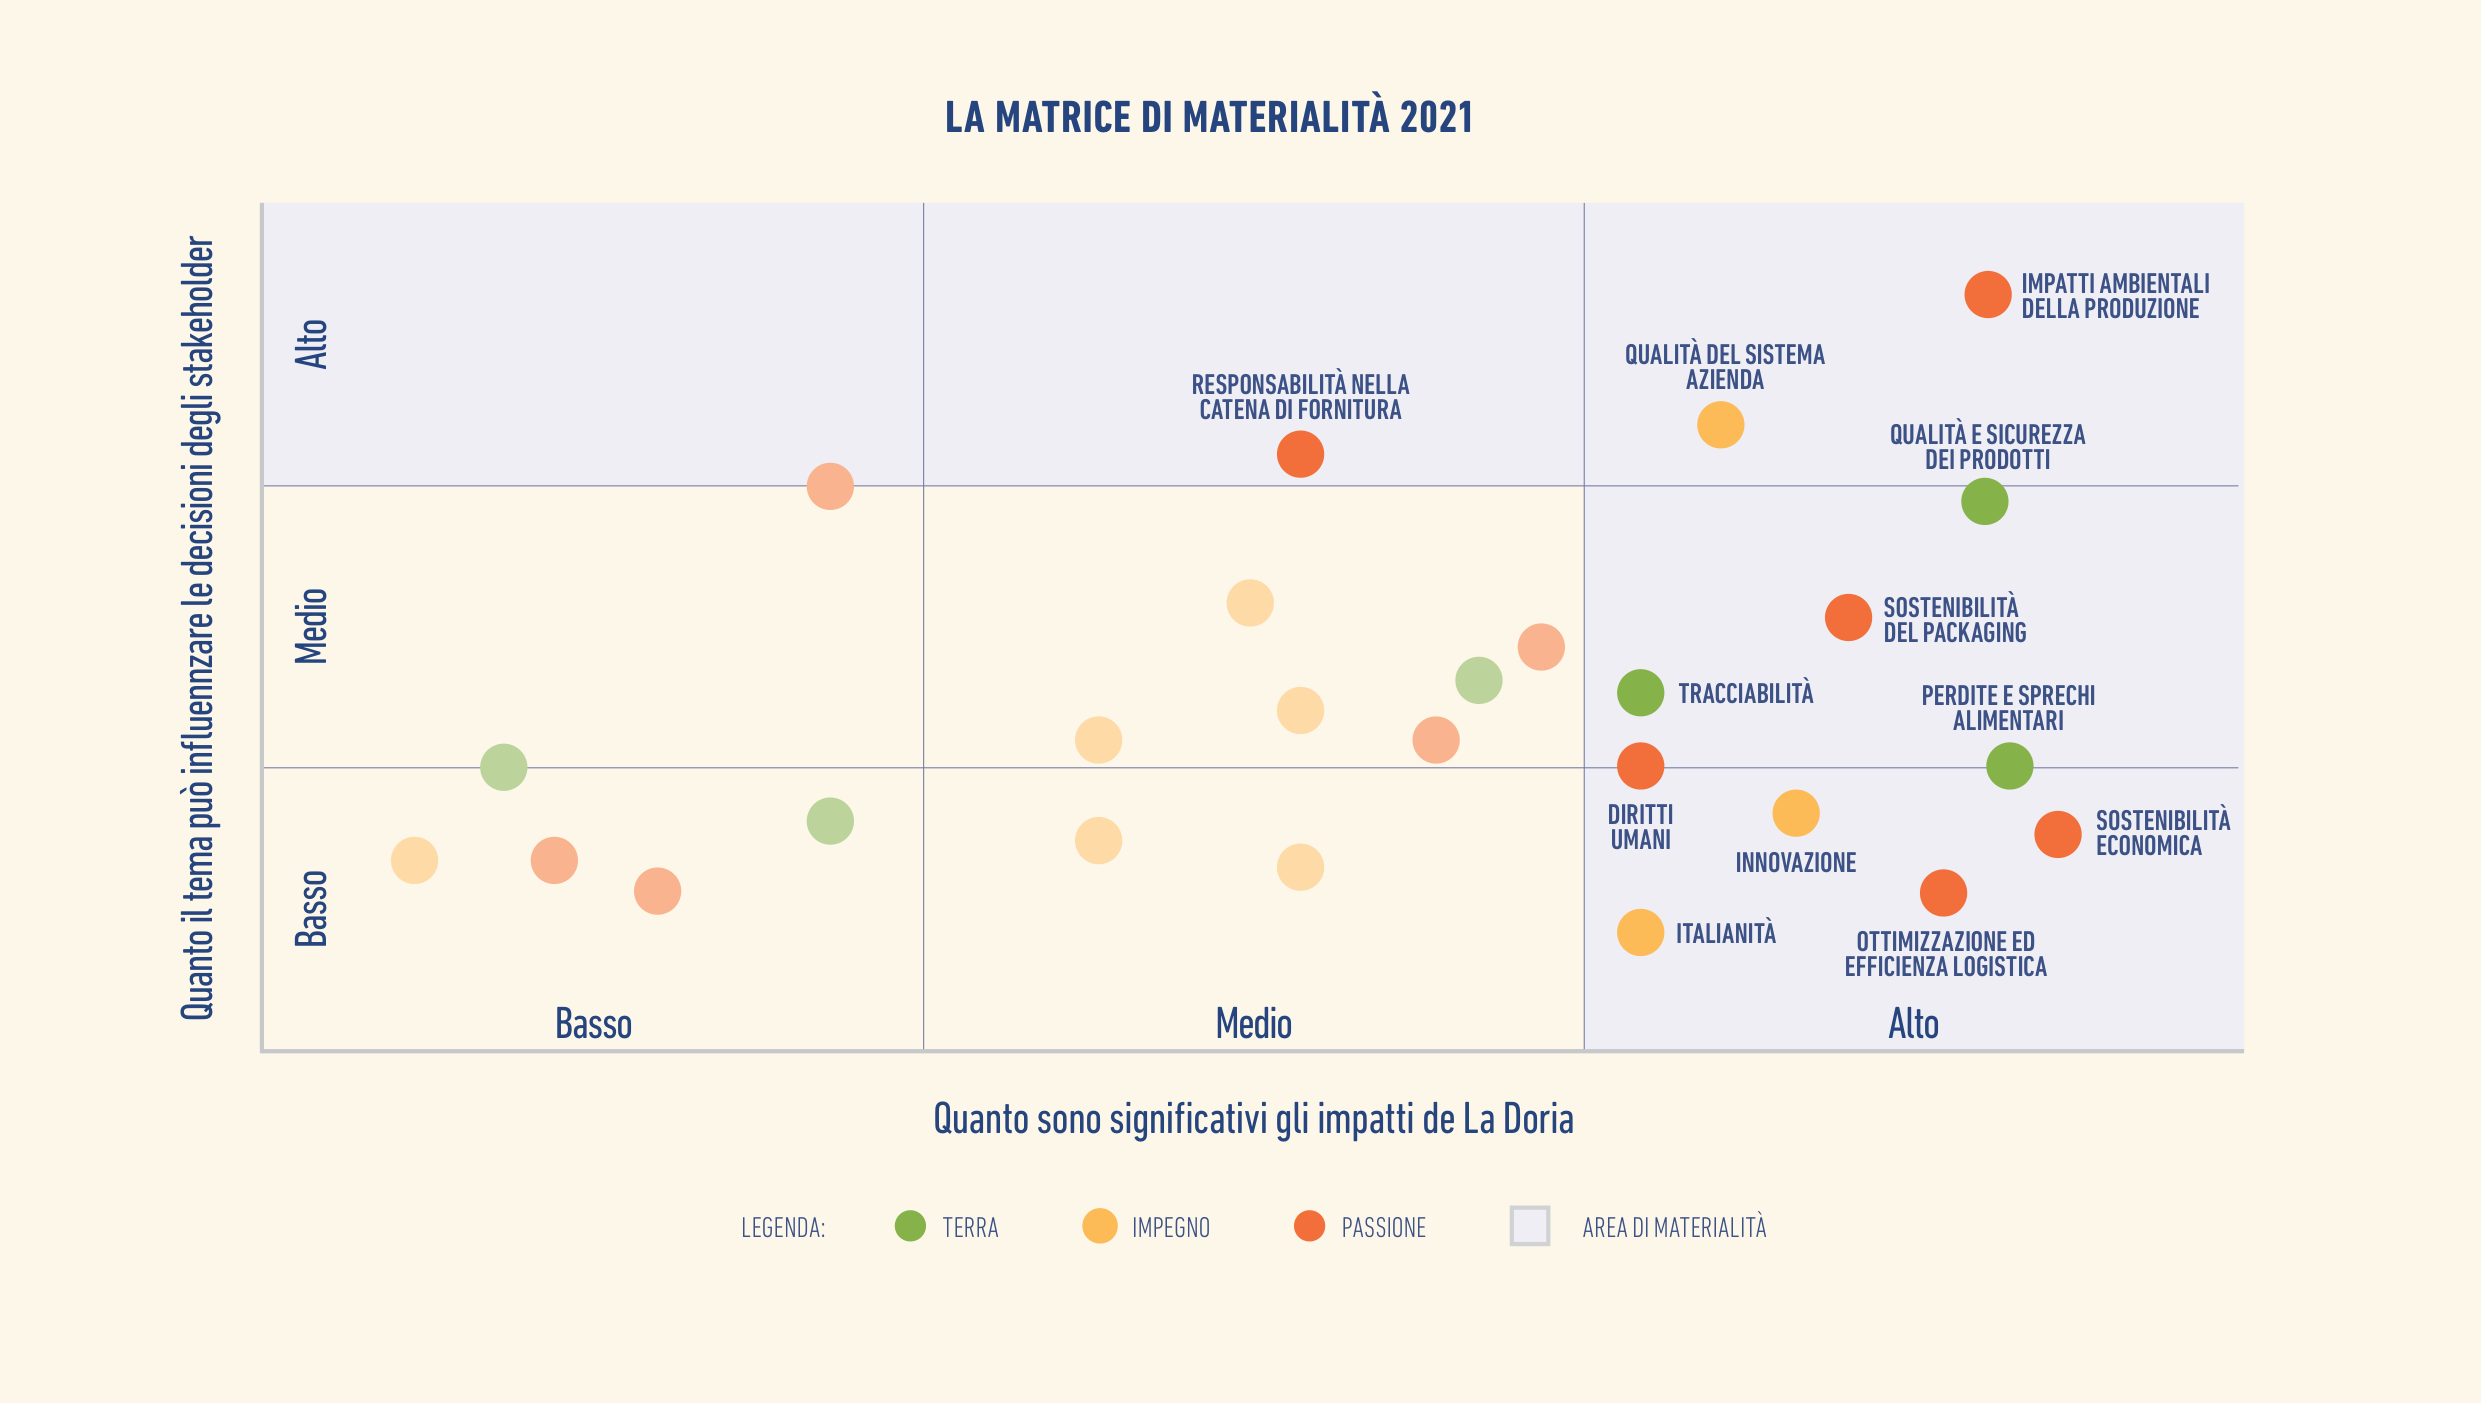 LA MATRICE DI MATERIALITÀ 2021
Quanto il tema può influennzare le decisioni degli stakeholder
Alto
Medio
Basso
IMPATTI AMBIENTALI
DELLA PRODUZIONE
QUALITÀ DEL SISTEMA
AZIENDA
RESPONSABILITÀ NELLA
CATENA DI FORNITURA
QUALITÀ E SICUREZZA
DEI PRODOTTI
SOSTENIBILITÀ
DEL PACKAGING
TRACCIABILITÀ
PERDITE E SPRECHI
ALIMENTARI
DIRITTI
UMANI
INNOVAZIONE
SOSTENIBILITÀ
ECONOMICA
ITALIANITÀ
OTTIMIZZAZIONE ED
EFFICIENZA LOGISTICA
Basso
Medio
Alto
Quanto sono significativi gli impatti de La Doria
LEGENDA:
TERRA
IMPEGNO
PASSIONE
AREA DI MATERIALITÀ